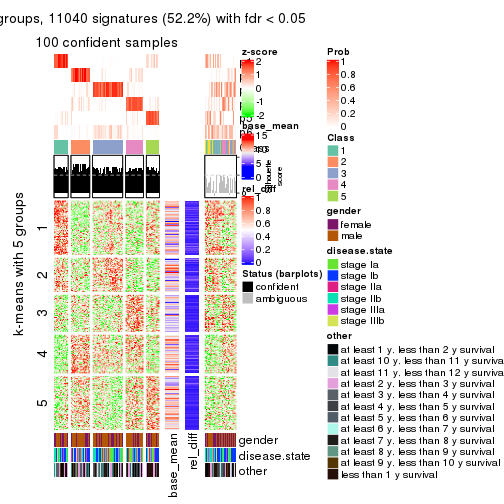 groups, 11040 signatures (52.2%) with fdr < 0.05
100 confident samples
z-score
2
1
0
-1
-2
base_mean
15
10
5
0
rel_diff
1
0.8
0.6
0.4
0.2
0
silhouette
score
Status (barplots)
confident
ambiguous
Prob
1
0.8
0.6
0.4
0.2
0
Class
1
2
3
4
5
gender
female
male
disease.state
stage Ia
stage Ib
stage IIa
stage IIb
stage IIIa
stage IIIb
other
at least 1 y. less than 2 y survival
at least 10 y. less than 11 y surviva
at least 11 y. less than 12 y surviva
at least 2 y. less than 3 y survival
at least 3 y. less than 4 y survival
at least 4 y. less than 5 y survival
at least 5 y. less than 6 y survival
at least 6 y. less than 7 y survival
at least 7 y. less than 8 y survival
at least 8 y. less than 9 y survival
at least 9 y. less than 10 y survival
less than 1 y survival
k-means with 5 groups
1
2
3
4
5
gender
disease.state
other
base_mean
rel_diff